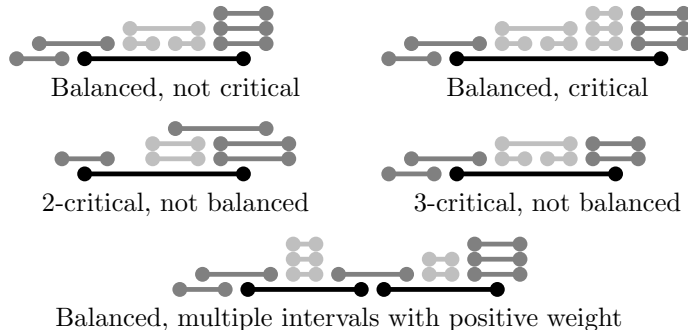 Balanced, not critical
Balanced, critical
2-critical, not balanced
3-critical, not balanced
Balanced, multiple intervals with positive weight